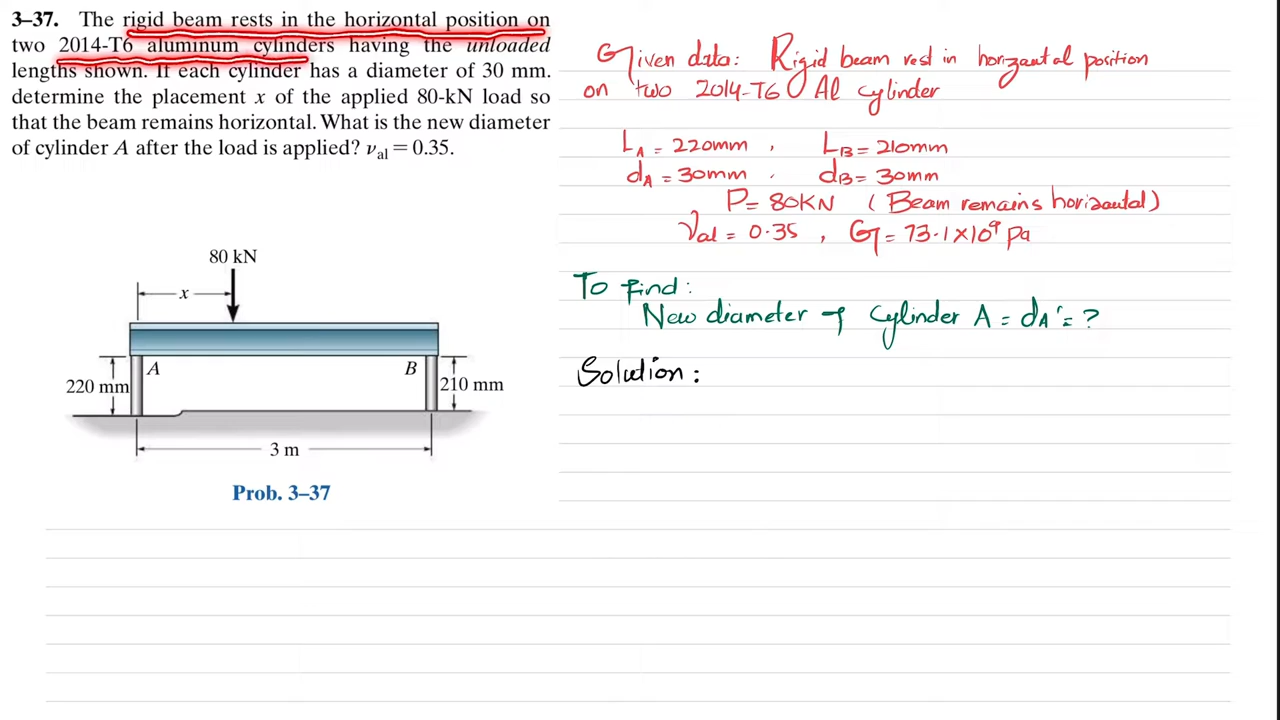 3–37. The rigid beam rests in the horizontal position on
two 2014-T6 aluminum cylinders having the unloaded
lengths shown. If each cylinder has a diameter of 30 mm.
determine the placement x of the applied 80-kN load so
that the beam remains horizontal. What is the new diameter
of cylinder A after the load is applied? νal = 0.35.
80 kN
x
A
B
220 mm
210 mm
3 m
Prob. 3–37
Given data: Rigid beam rest in horizontal position
on two 2014-T6 Al cylinder
LA = 220mm , LB = 210mm
dA = 30mm . dB = 30mm
P = 80KN ( Beam remains horizontal )
νal = 0.35 , G = 73.1×10⁹ Pa
To find:
New diameter of cylinder A = dA' = ?
Solution: